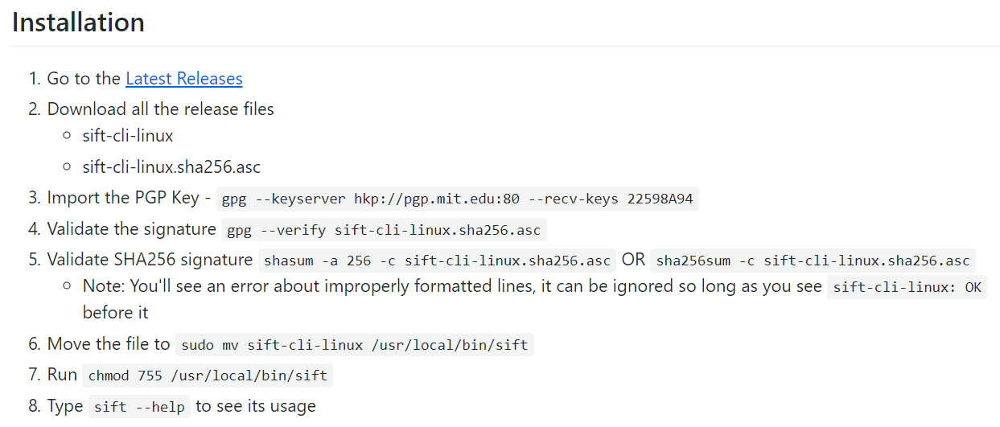 Installation
1. Go to the Latest Releases
2. Download all the release files
○ sift-cli-linux
○ sift-cli-linux.sha256.asc
3. Import the PGP Key - gpg --keyserver hkp://pgp.mit.edu:80 --recv-keys 22598A94
4. Validate the signature gpg --verify sift-cli-linux.sha256.asc
5. Validate SHA256 signature shasum -a 256 -c sift-cli-linux.sha256.asc OR sha256sum -c sift-cli-linux.sha256.asc
○ Note: You'll see an error about improperly formatted lines, it can be ignored so long as you see sift-cli-linux: OK
before it
6. Move the file to sudo mv sift-cli-linux /usr/local/bin/sift
7. Run chmod 755 /usr/local/bin/sift
8. Type sift --help to see its usage